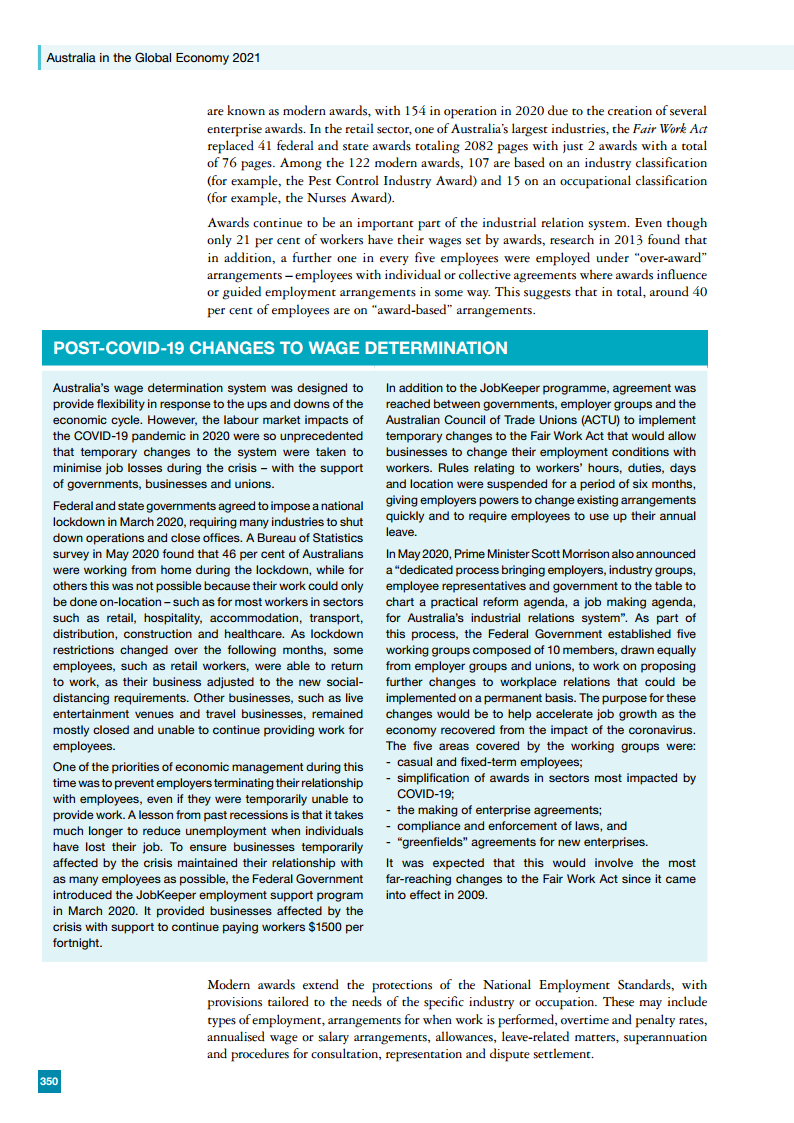 Australia in the Global Economy 2021
are known as modern awards, with 154 in operation in 2020 due to the creation of several
enterprise awards. In the retail sector, one of Australia's largest industries, the Fair Work Act
replaced 41 federal and state awards totaling 2082 pages with just 2 awards with a total
of 76 pages. Among the 122 modern awards, 107 are based on an industry classification
(for example, the Pest Control Industry Award) and 15 on an occupational classification
(for example, the Nurses Award).
Awards continue to be an important part of the industrial relation system. Even though
only 21 per cent of workers have their wages set by awards, research in 2013 found that
in addition, a further one in every five employees were employed under “over-award”
arrangements – employees with individual or collective agreements where awards influence
or guided employment arrangements in some way. This suggests that in total, around 40
per cent of employees are on “award-based” arrangements.
POST-COVID-19 CHANGES TO WAGE DETERMINATION
Australia's wage determination system was designed to
provide flexibility in response to the ups and downs of the
economic cycle. However, the labour market impacts of
the COVID-19 pandemic in 2020 were so unprecedented
that temporary changes to the system were taken to
minimise job losses during the crisis – with the support
of governments, businesses and unions.
Federal and state governments agreed to impose a national
lockdown in March 2020, requiring many industries to shut
down operations and close offices. A Bureau of Statistics
survey in May 2020 found that 46 per cent of Australians
were working from home during the lockdown, while for
others this was not possible because their work could only
be done on-location – such as for most workers in sectors
such as retail, hospitality, accommodation, transport,
distribution, construction and healthcare. As lockdown
restrictions changed over the following months, some
employees, such as retail workers, were able to return
to work, as their business adjusted to the new social-
distancing requirements. Other businesses, such as live
entertainment venues and travel businesses, remained
mostly closed and unable to continue providing work for
employees.
One of the priorities of economic management during this
time was to prevent employers terminating their relationship
with employees, even if they were temporarily unable to
provide work. A lesson from past recessions is that it takes
much longer to reduce unemployment when individuals
have lost their job. To ensure businesses temporarily
affected by the crisis maintained their relationship with
as many employees as possible, the Federal Government
introduced the JobKeeper employment support program
in March 2020. It provided businesses affected by the
crisis with support to continue paying workers $1500 per
fortnight.
In addition to the JobKeeper programme, agreement was
reached between governments, employer groups and the
Australian Council of Trade Unions (ACTU) to implement
temporary changes to the Fair Work Act that would allow
businesses to change their employment conditions with
workers. Rules relating to workers' hours, duties, days
and location were suspended for a period of six months,
giving employers powers to change existing arrangements
quickly and to require employees to use up their annual
leave.
In May 2020, Prime Minister Scott Morrison also announced
a “dedicated process bringing employers, industry groups,
employee representatives and government to the table to
chart a practical reform agenda, a job making agenda,
for Australia's industrial relations system”. As part of
this process, the Federal Government established five
working groups composed of 10 members, drawn equally
from employer groups and unions, to work on proposing
further changes to workplace relations that could be
implemented on a permanent basis. The purpose for these
changes would be to help accelerate job growth as the
economy recovered from the impact of the coronavirus.
The five areas covered by the working groups were:
- casual and fixed-term employees;
- simplification of awards in sectors most impacted by
COVID-19;
- the making of enterprise agreements;
- compliance and enforcement of laws, and
- “greenfields” agreements for new enterprises.
It was expected that this would involve the most
far-reaching changes to the Fair Work Act since it came
into effect in 2009.
Modern awards extend the protections of the National Employment Standards, with
provisions tailored to the needs of the specific industry or occupation. These may include
types of employment, arrangements for when work is performed, overtime and penalty rates,
annualised wage or salary arrangements, allowances, leave-related matters, superannuation
and procedures for consultation, representation and dispute settlement.
350